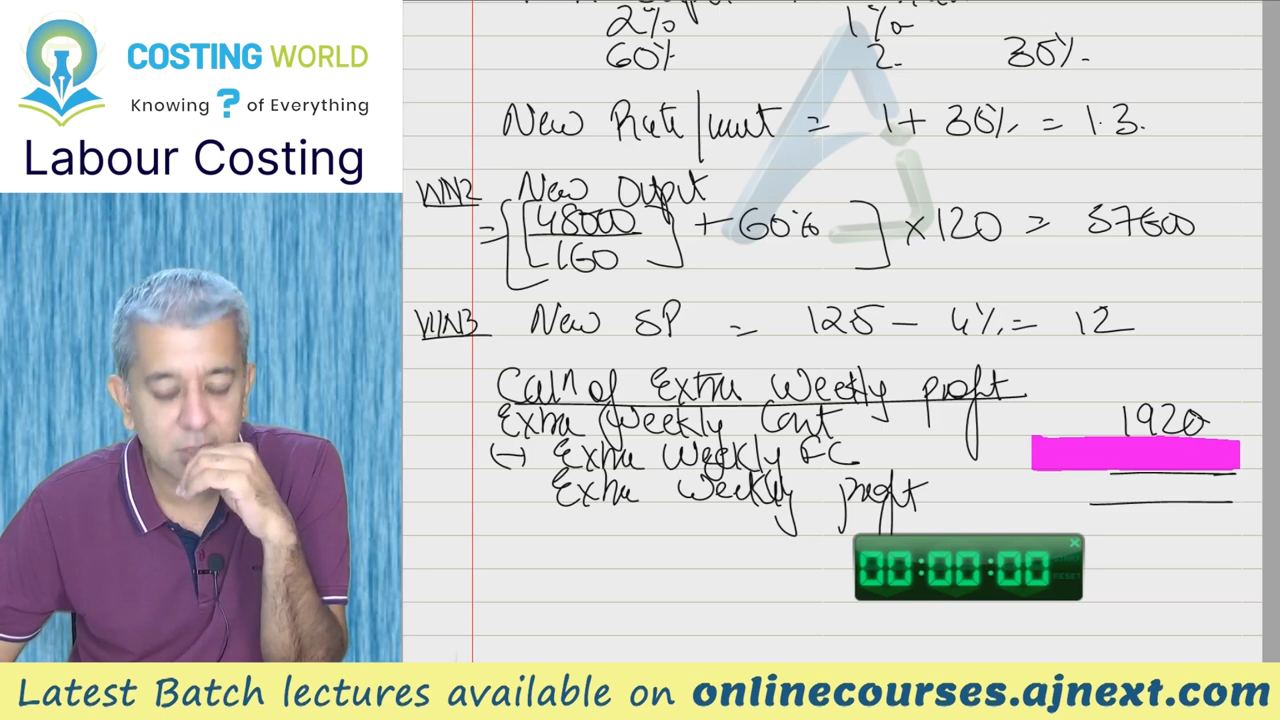 COSTING WORLD
Knowing ? of Everything
Labour Costing
2% 1%
60% 2. 30%.
New Rate/unit = 1 + 30% = 1.3.
WN2 New Output
= {[48000/160] + 60%] × 120 = 57600
WN3 New SP = 125 - 4% = 12
Calⁿ of Extra Weekly profit
Extra Weekly Cont 1920
(-) Extra Weekly FC
Extra Weekly profit
00:00:00
RESET
Latest Batch lectures available on onlinecourses.ajnext.com